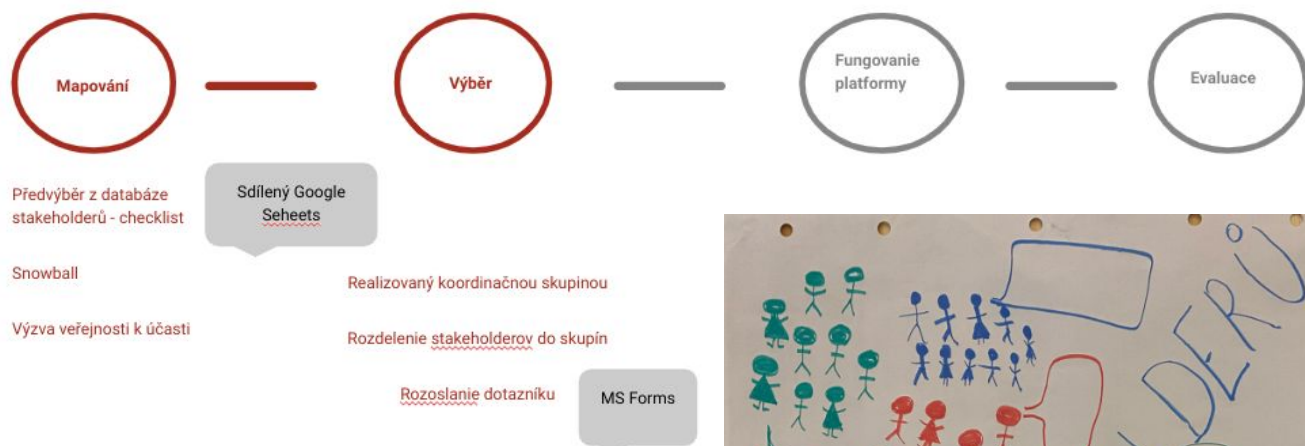 Mapování
Výběr
Fungovanie
platformy
Evaluace
Předvýběr z databáze
stakeholderů - checklist
Sdílený Google
Seheets
Snowball
Výzva veřejnosti k účasti
Realizovaný koordinačnou skupinou
Rozdelenie stakeholderov do skupín
Rozoslanie dotazníku
MS Forms
DERŮ